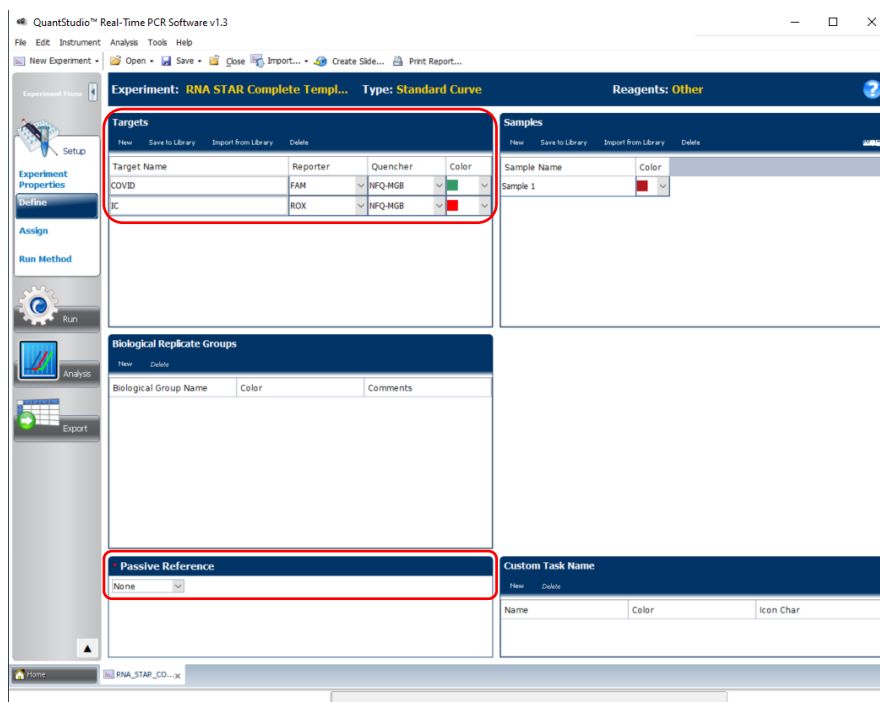 QuantStudio™ Real-Time PCR Software v1.3
File Edit Instrument Analysis Tools Help
New Experiment Open Save Close Import... Create Slide... Print Report...
Experiment Menu
Experiment: RNA STAR Complete Templ... Type: Standard Curve Reagents: Other
Setup
Experiment Properties
Define
Assign
Run Method
Run
Analysis
Export
Targets
New Save to Library Import from Library Delete
Target Name Reporter Quencher Color
COVID FAM NFQ-MGB
IC ROX NFQ-MGB
Samples
New Save to Library Import from Library Delete
Sample Name Color
Sample 1
Biological Replicate Groups
New Delete
Biological Group Name Color Comments
* Passive Reference
None
Custom Task Name
New Delete
Name Color Icon Char
Home RNA_STAR_CO...x